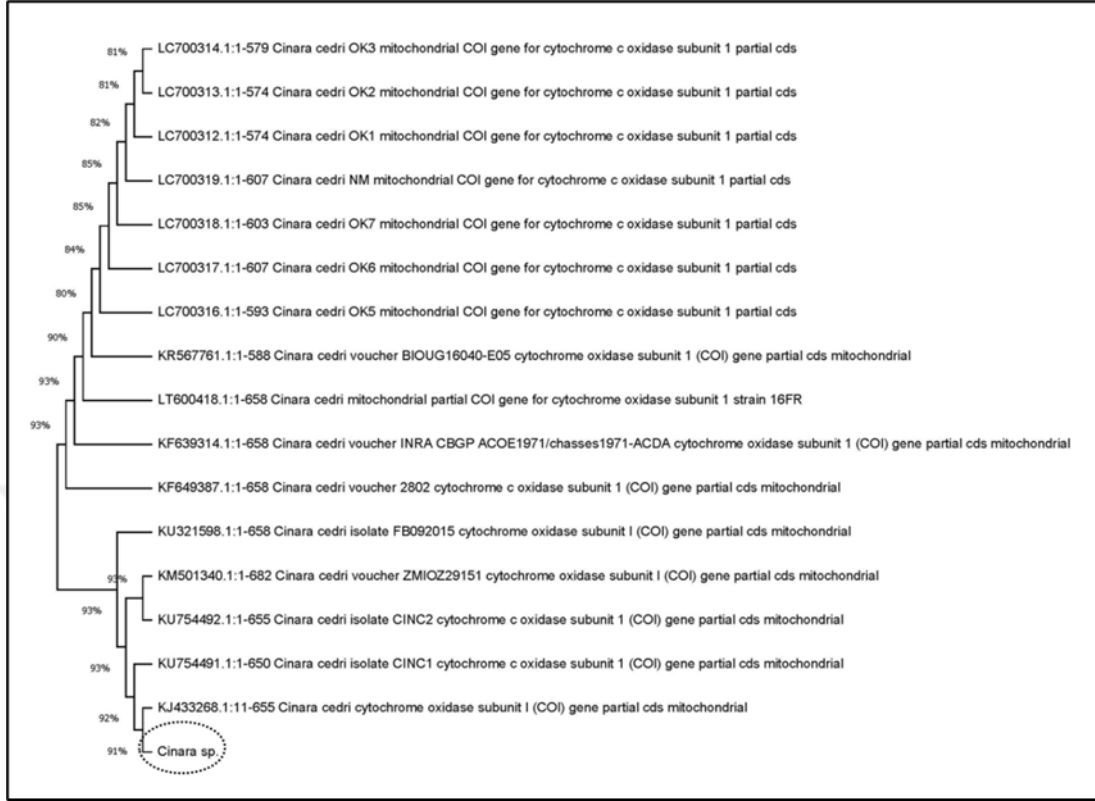 81% LC700314.1:1-579 Cinara cedri OK3 mitochondrial COI gene for cytochrome c oxidase subunit 1 partial cds
81% LC700313.1:1-574 Cinara cedri OK2 mitochondrial COI gene for cytochrome c oxidase subunit 1 partial cds
82% LC700312.1:1-574 Cinara cedri OK1 mitochondrial COI gene for cytochrome c oxidase subunit 1 partial cds
85% LC700319.1:1-607 Cinara cedri NM mitochondrial COI gene for cytochrome c oxidase subunit 1 partial cds
85% LC700318.1:1-603 Cinara cedri OK7 mitochondrial COI gene for cytochrome c oxidase subunit 1 partial cds
84% LC700317.1:1-607 Cinara cedri OK6 mitochondrial COI gene for cytochrome c oxidase subunit 1 partial cds
80% LC700316.1:1-593 Cinara cedri OK5 mitochondrial COI gene for cytochrome c oxidase subunit 1 partial cds
90% KR567761.1:1-588 Cinara cedri voucher BIOUG16040-E05 cytochrome oxidase subunit 1 (COI) gene partial cds mitochondrial
93% LT600418.1:1-658 Cinara cedri mitochondrial partial COI gene for cytochrome oxidase subunit 1 strain 16FR
93% KF639314.1:1-658 Cinara cedri voucher INRA CBGP ACOE1971/chasses1971-ACDA cytochrome oxidase subunit 1 (COI) gene partial cds mitochondrial
KF649387.1:1-658 Cinara cedri voucher 2802 cytochrome c oxidase subunit 1 (COI) gene partial cds mitochondrial
KU321598.1:1-658 Cinara cedri isolate FB092015 cytochrome oxidase subunit I (COI) gene partial cds mitochondrial
93% KM501340.1:1-682 Cinara cedri voucher ZMIOZ29151 cytochrome oxidase subunit I (COI) gene partial cds mitochondrial
93% KU754492.1:1-655 Cinara cedri isolate CINC2 cytochrome c oxidase subunit 1 (COI) gene partial cds mitochondrial
93% KU754491.1:1-650 Cinara cedri isolate CINC1 cytochrome c oxidase subunit 1 (COI) gene partial cds mitochondrial
92% KJ433268.1:11-655 Cinara cedri cytochrome oxidase subunit I (COI) gene partial cds mitochondrial
91% Cinara sp.